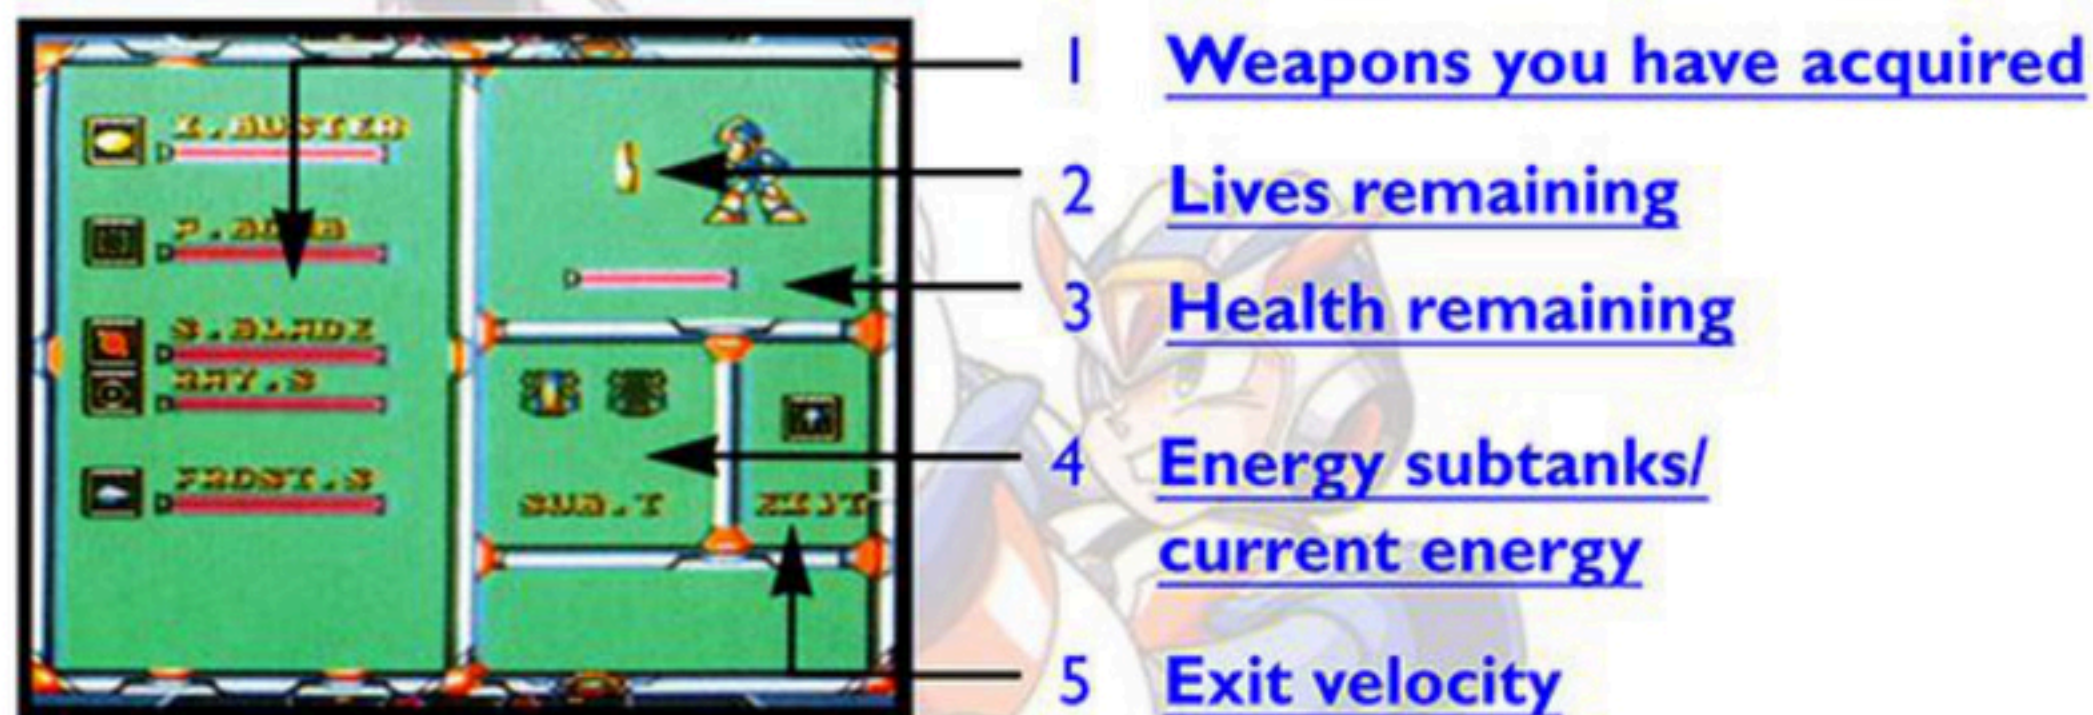 X.BUSTER
S.BLADE
RAY.S
FROST.S
SUB.T
EXIT
1 Weapons you have acquired
2 Lives remaining
3 Health remaining
4 Energy subtanks/
current energy
5 Exit velocity